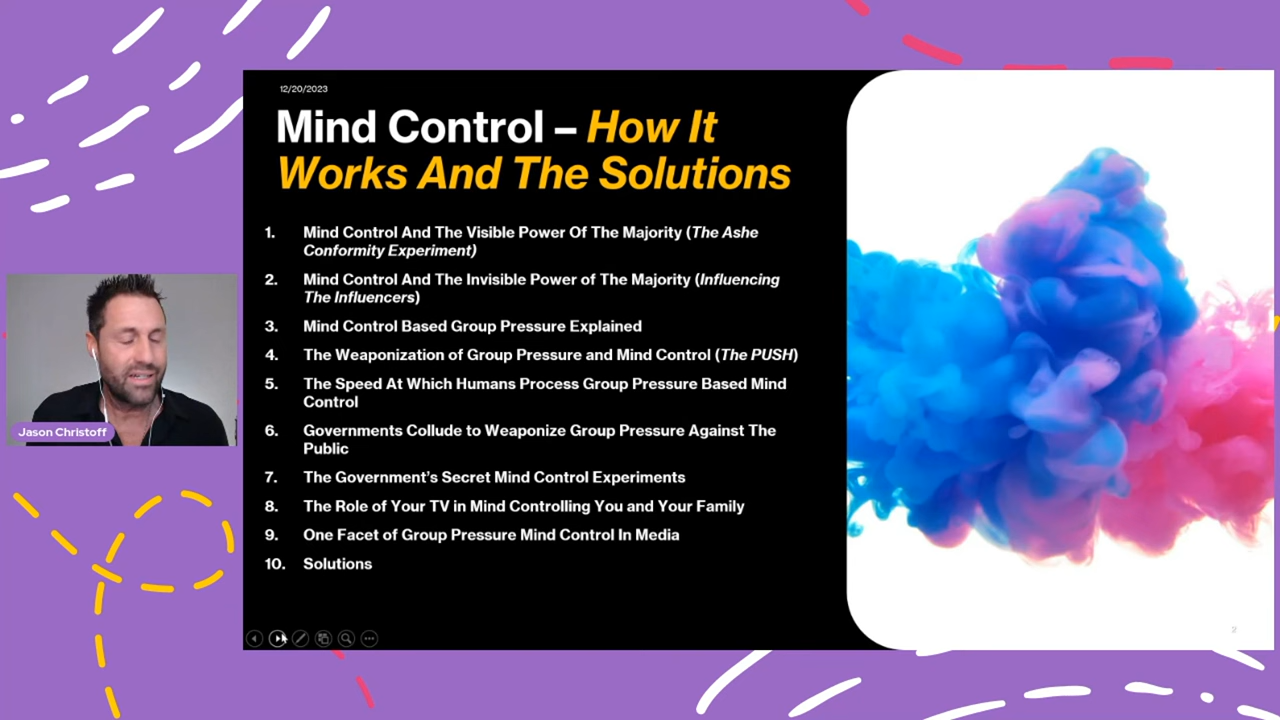 12/20/2023
Mind Control – How It
Works And The Solutions
1. Mind Control And The Visible Power Of The Majority (The Ashe
Conformity Experiment)
2. Mind Control And The Invisible Power of The Majority (Influencing
The Influencers)
3. Mind Control Based Group Pressure Explained
4. The Weaponization of Group Pressure and Mind Control (The PUSH)
5. The Speed At Which Humans Process Group Pressure Based Mind
Control
6. Governments Collude to Weaponize Group Pressure Against The
Public
7. The Government's Secret Mind Control Experiments
8. The Role of Your TV in Mind Controlling You and Your Family
9. One Facet of Group Pressure Mind Control In Media
10. Solutions
Jason Christoff
2